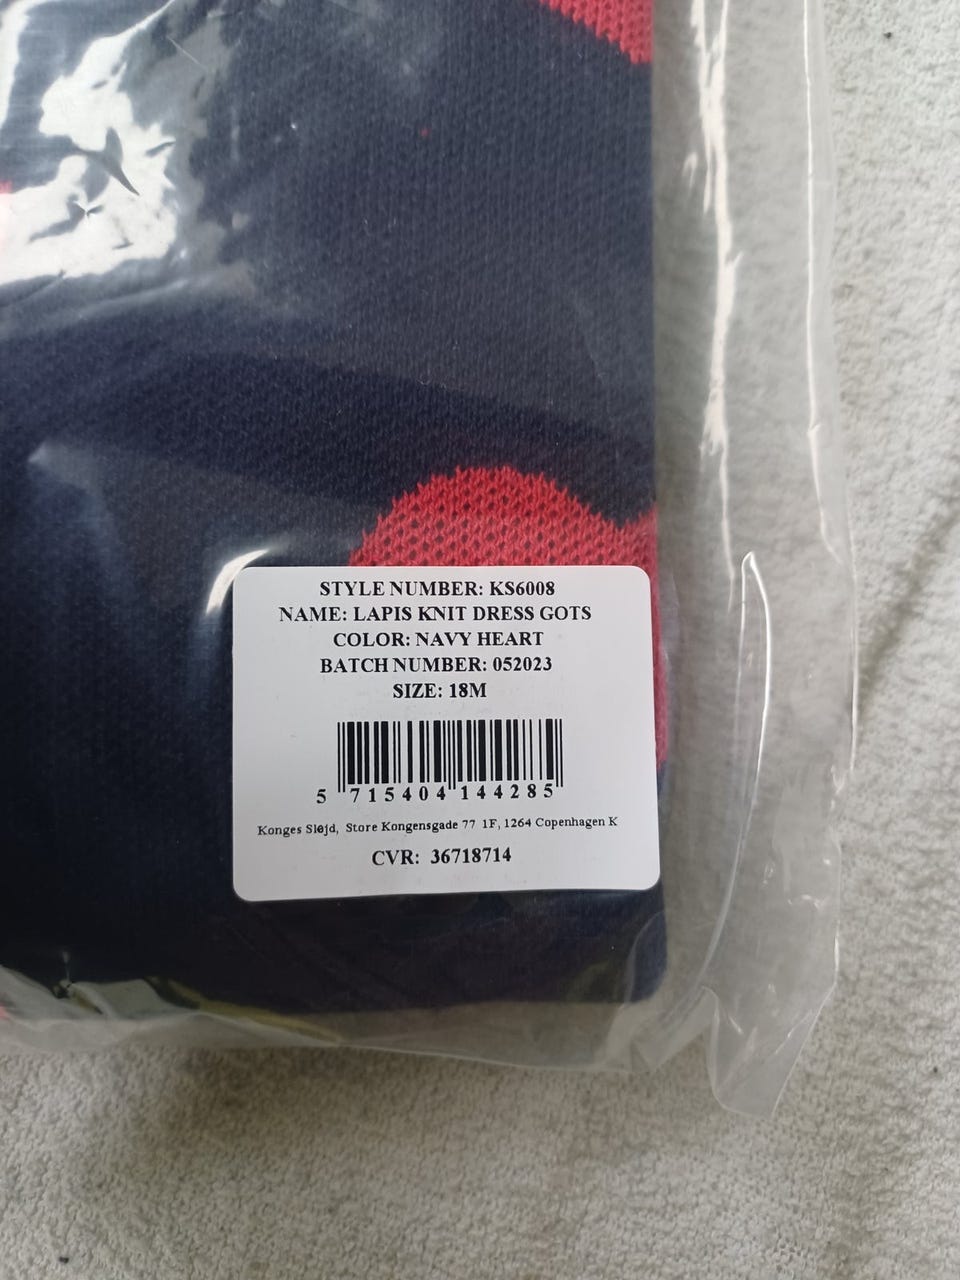 STYLE NUMBER: KS6008
NAME: LAPIS KNIT DRESS GOTS
COLOR: NAVY HEART
BATCH NUMBER: 052023
SIZE: 18M
5 715404 144285
Konges Sløjd, Store Kongensgade 77 1F, 1264 Copenhagen K
CVR: 36718714